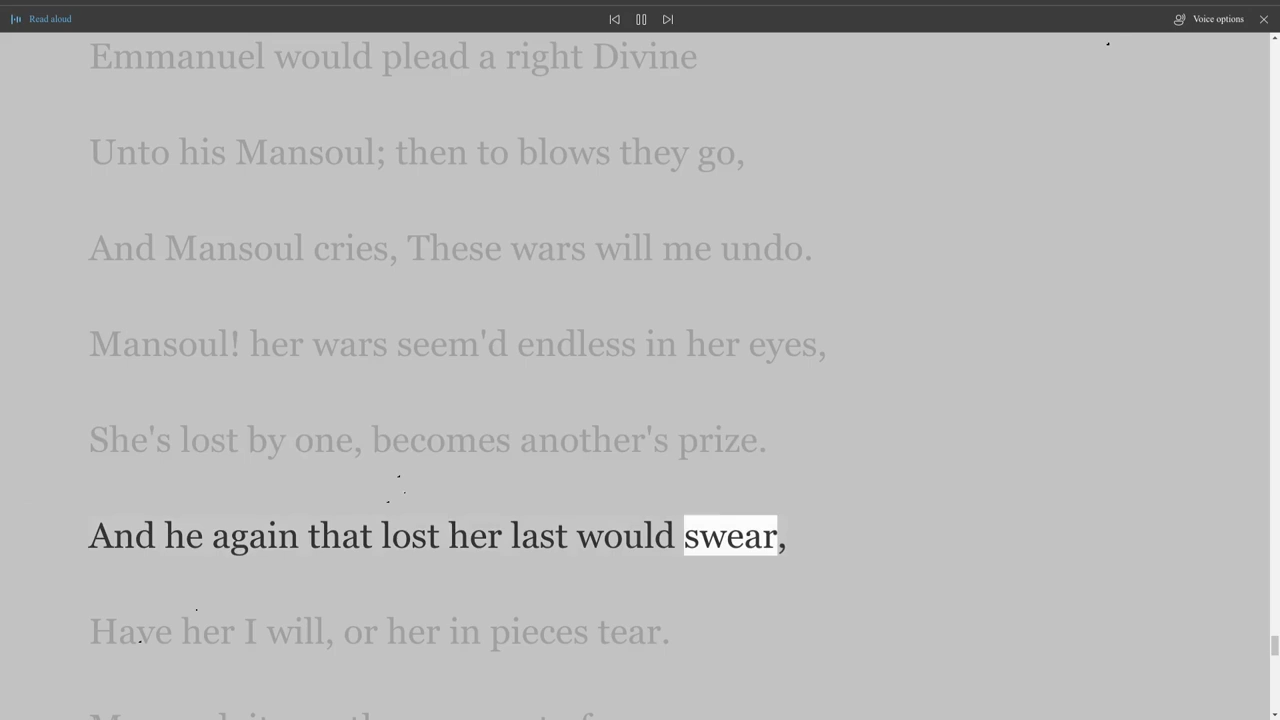 Read aloud
Voice options
Emmanuel would plead a right Divine
Unto his Mansoul; then to blows they go,
And Mansoul cries, These wars will me undo.
Mansoul! her wars seem'd endless in her eyes,
She's lost by one, becomes another's prize.
And he again that lost her last would swear,
Have her I will, or her in pieces tear.